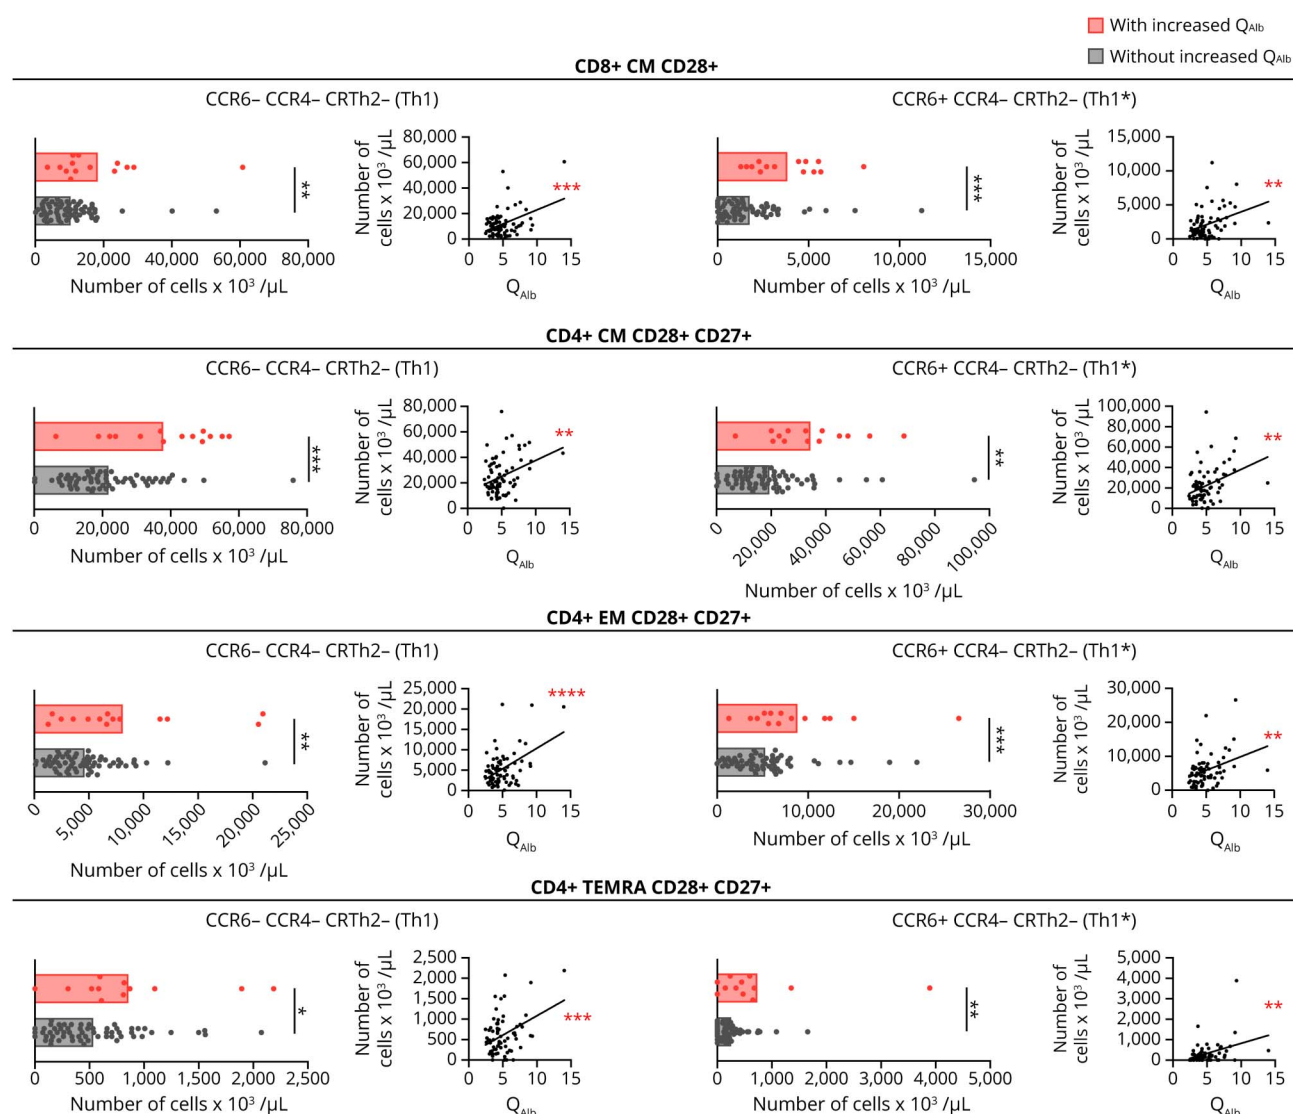 With increased QAlb
Without increased QAlb
CD8+ CM CD28+
CCR6– CCR4– CRTh2– (Th1)
CCR6+ CCR4– CRTh2– (Th1*)
**
0 20,000 40,000 60,000 80,000
Number of cells x 10³ /µL
Number of
cells x 10³ /µL
80,000
60,000
40,000
20,000
0
***
0 5 10 15
QAlb
***
0 5,000 10,000 15,000
Number of cells x 10³ /µL
Number of
cells x 10³ /µL
15,000
10,000
5,000
0
**
0 5 10 15
QAlb
CD4+ CM CD28+ CD27+
CCR6– CCR4– CRTh2– (Th1)
CCR6+ CCR4– CRTh2– (Th1*)
***
0 20,000 40,000 60,000 80,000
Number of cells x 10³ /µL
Number of
cells x 10³ /µL
80,000
60,000
40,000
20,000
0
**
0 5 10 15
QAlb
**
0 20,000 40,000 60,000 80,000 100,000
Number of cells x 10³ /µL
Number of
cells x 10³ /µL
100,000
80,000
60,000
40,000
20,000
0
**
0 5 10 15
QAlb
CD4+ EM CD28+ CD27+
CCR6– CCR4– CRTh2– (Th1)
CCR6+ CCR4– CRTh2– (Th1*)
**
0 5,000 10,000 15,000 20,000 25,000
Number of cells x 10³ /µL
Number of
cells x 10³ /µL
25,000
20,000
15,000
10,000
5,000
0
****
0 5 10 15
QAlb
***
0 10,000 20,000 30,000
Number of cells x 10³ /µL
Number of
cells x 10³ /µL
30,000
20,000
10,000
0
**
0 5 10 15
QAlb
CD4+ TEMRA CD28+ CD27+
CCR6– CCR4– CRTh2– (Th1)
CCR6+ CCR4– CRTh2– (Th1*)
*
0 500 1,000 1,500 2,000 2,500
Number of cells x 10³ /µL
Number of
cells x 10³ /µL
2,500
2,000
1,500
1,000
500
0
***
0 5 10 15
QAlb
**
0 1,000 2,000 3,000 4,000 5,000
Number of cells x 10³ /µL
Number of
cells x 10³ /µL
5,000
4,000
3,000
2,000
1,000
0
**
0 5 10 15
QAlb